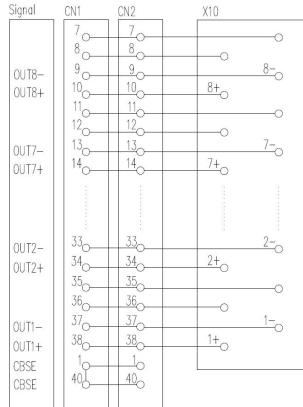 Signal CN1 CN2 X10
7 7
8 8
OUT8- 9 9 8-
OUT8+ 10 10 8+
11 11
12 12
OUT7- 13 13 7-
OUT7+ 14 14 7+
OUT2- 33 33 2-
OUT2+ 34 34 2+
35 35
36 36
OUT1- 37 37 1-
OUT1+ 38 38 1+
CBSE 1 1
CBSE 40 40